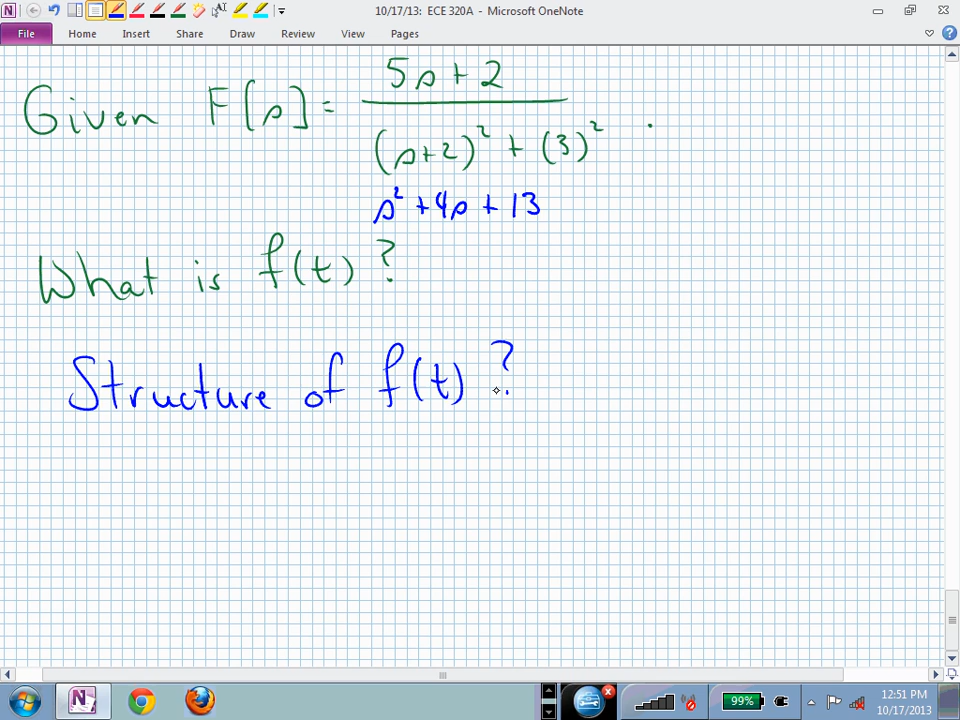 10/17/13: ECE 320A - Microsoft OneNote
File Home Insert Share Draw Review View Pages
Given F[s] = 5s + 2
(s+2)² + (3)² .
s² + 4s + 13
What is f(t) ?
Structure of f(t) ?
99%
12:51 PM
10/17/2013